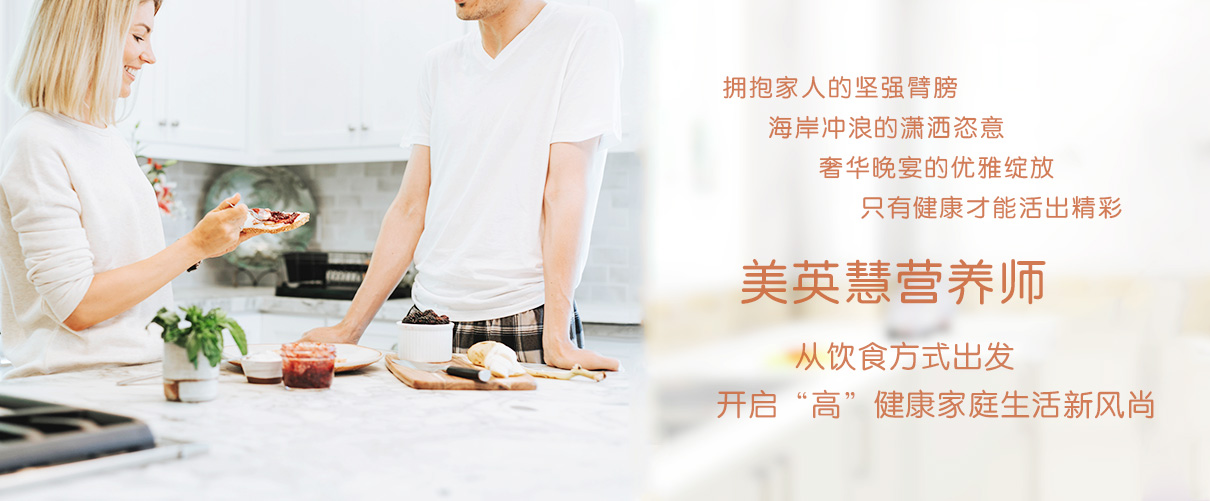 拥抱家人的坚强臂膀
海岸冲浪的潇洒恣意
奢华晚宴的优雅绽放
只有健康才能活出精彩
美英慧营养师
从饮食方式出发
开启“高”健康家庭生活新风尚